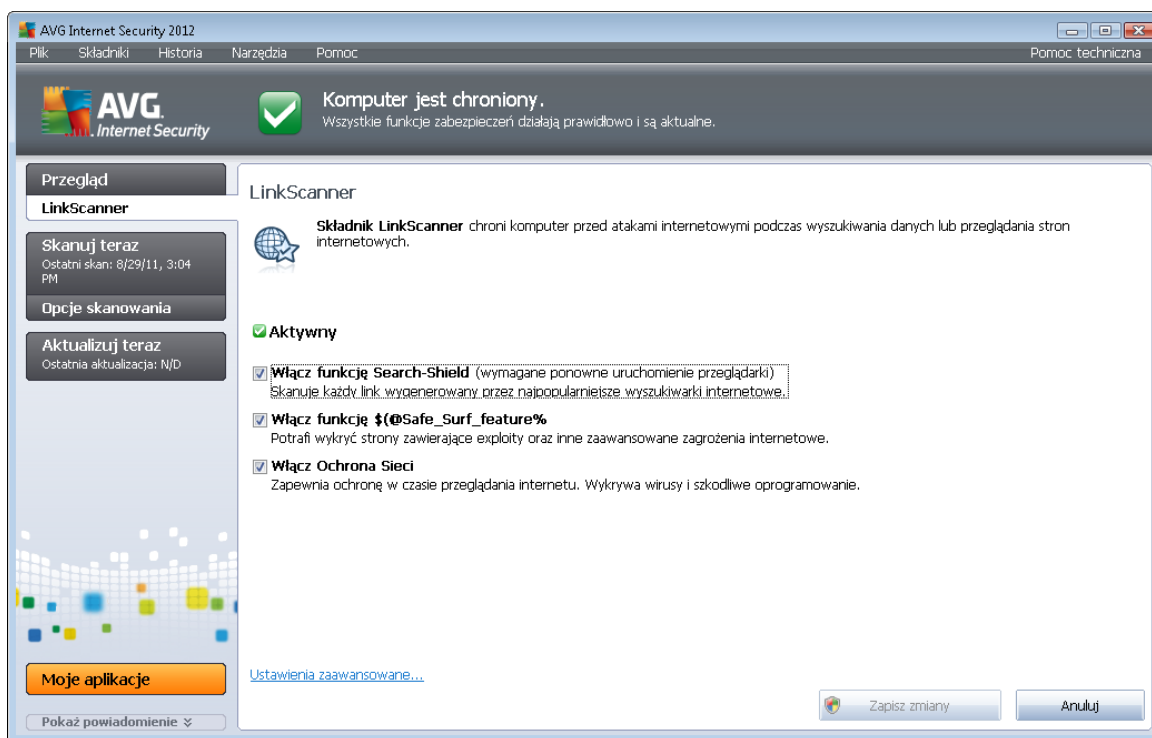 AVG Internet Security 2012
Plik Składniki Historia Narzędzia Pomoc Pomoc techniczna
AVG.
Internet Security
Komputer jest chroniony.
Wszystkie funkcje zabezpieczeń działają prawidłowo i są aktualne.
Przegląd
LinkScanner
Skanuj teraz
Ostatni skan: 8/29/11, 3:04
PM
Opcje skanowania
Aktualizuj teraz
Ostatnia aktualizacja: N/D
Moje aplikacje
Pokaż powiadomienie
LinkScanner
Składnik LinkScanner chroni komputer przed atakami internetowymi podczas wyszukiwania danych lub przeglądania stron
internetowych.
Aktywny
Włącz funkcję Search-Shield (wymagane ponowne uruchomienie przeglądarki)
Skanuje każdy link wygenerowany przez najpopularniejsze wyszukiwarki internetowe.
Włącz funkcję $(@Safe_Surf_feature%
Potrafi wykryć strony zawierające exploity oraz inne zaawansowane zagrożenia internetowe.
Włącz Ochrona Sieci
Zapewnia ochronę w czasie przeglądania internetu. Wykrywa wirusy i szkodliwe oprogramowanie.
Ustawienia zaawansowane...
Zapisz zmiany
Anuluj